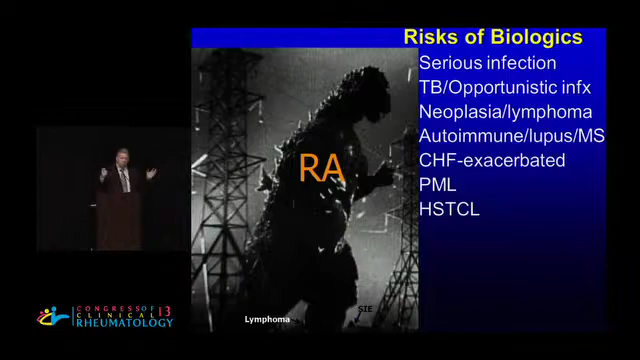 Risks of Biologics
Serious infection
TB/Opportunistic infx
Neoplasia/lymphoma
Autoimmune/lupus/MS
CHF-exacerbated
PML
HSTCL
RA
SIE
Lymphoma
CONGRESS OF 13
CLINICAL
RHEUMATOLOGY